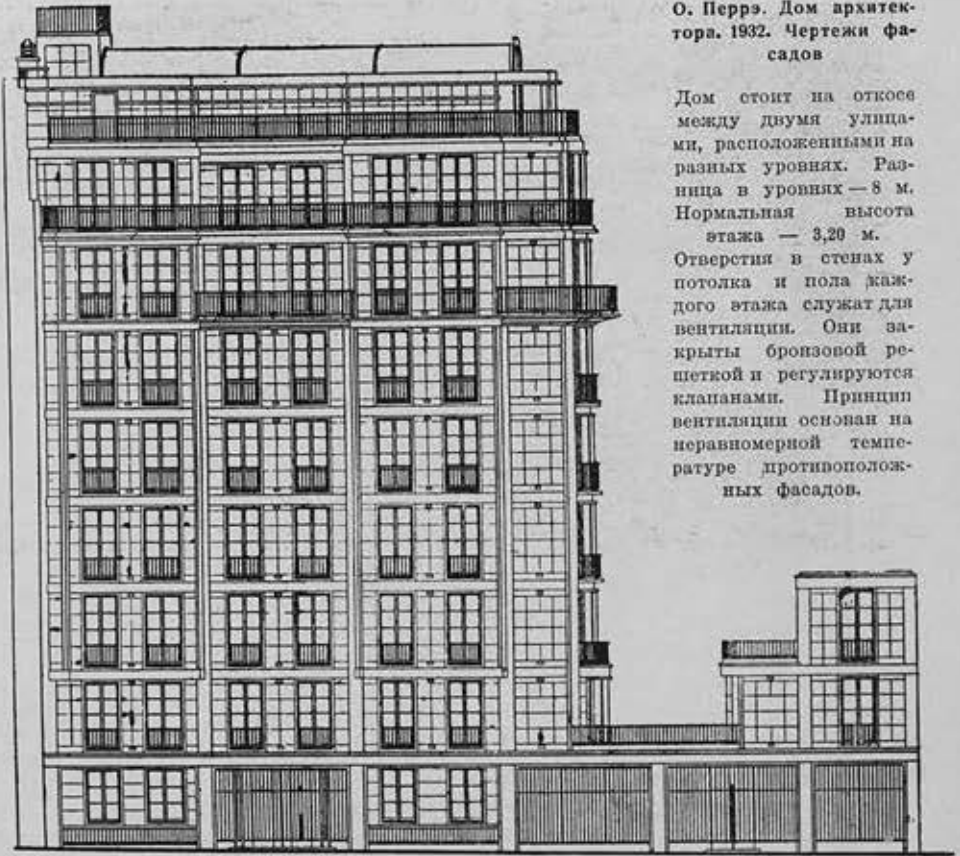 О. Перрэ. Дом архитек-
тора. 1932. Чертежи фа-
садов
Дом стоит на откосе
между двумя улица-
ми, расположенными на
разных уровнях. Раз-
ница в уровнях — 8 м.
Нормальная высота
этажа — 3,20 м.
Отверстия в стенах у
потолка и пола каж-
дого этажа служат для
вентиляции. Они за-
крыты бронзовой ре-
шеткой и регулируются
клапанами. Принцип
вентиляции основан на
неравномерной темпе-
ратуре противополож-
ных фасадов.